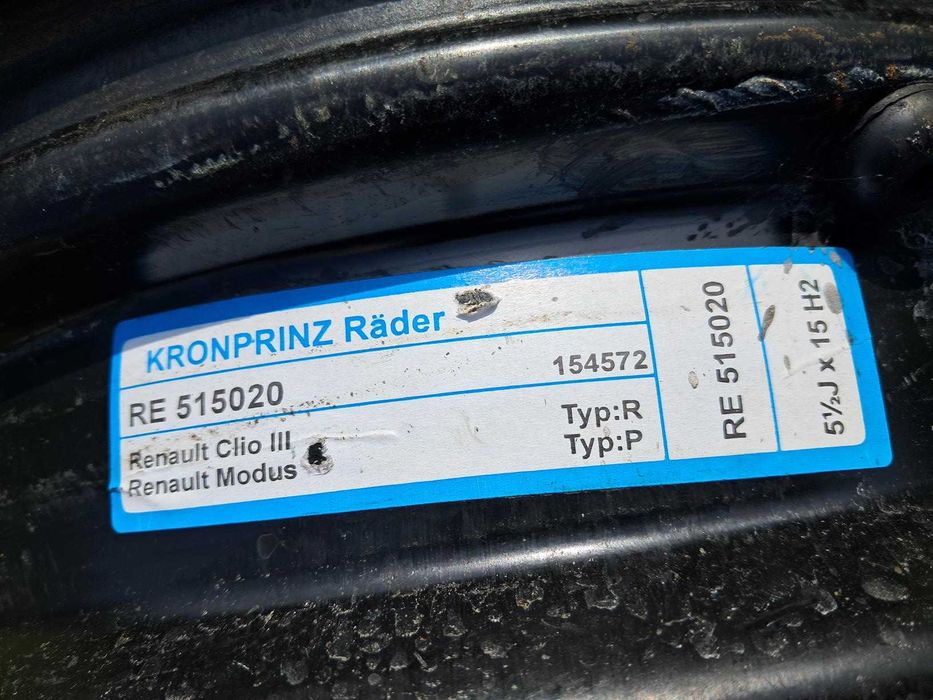 KRONPRINZ Räder
RE 515020
154572
Renault Clio III
Typ:R
Renault Modus
Typ:P
RE 515020
5½J x 15 H2